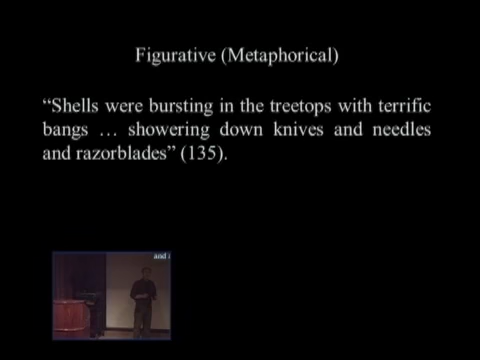 Figurative (Metaphorical)
“Shells were bursting in the treetops with terrific
bangs … showering down knives and needles
and razorblades” (135).
and